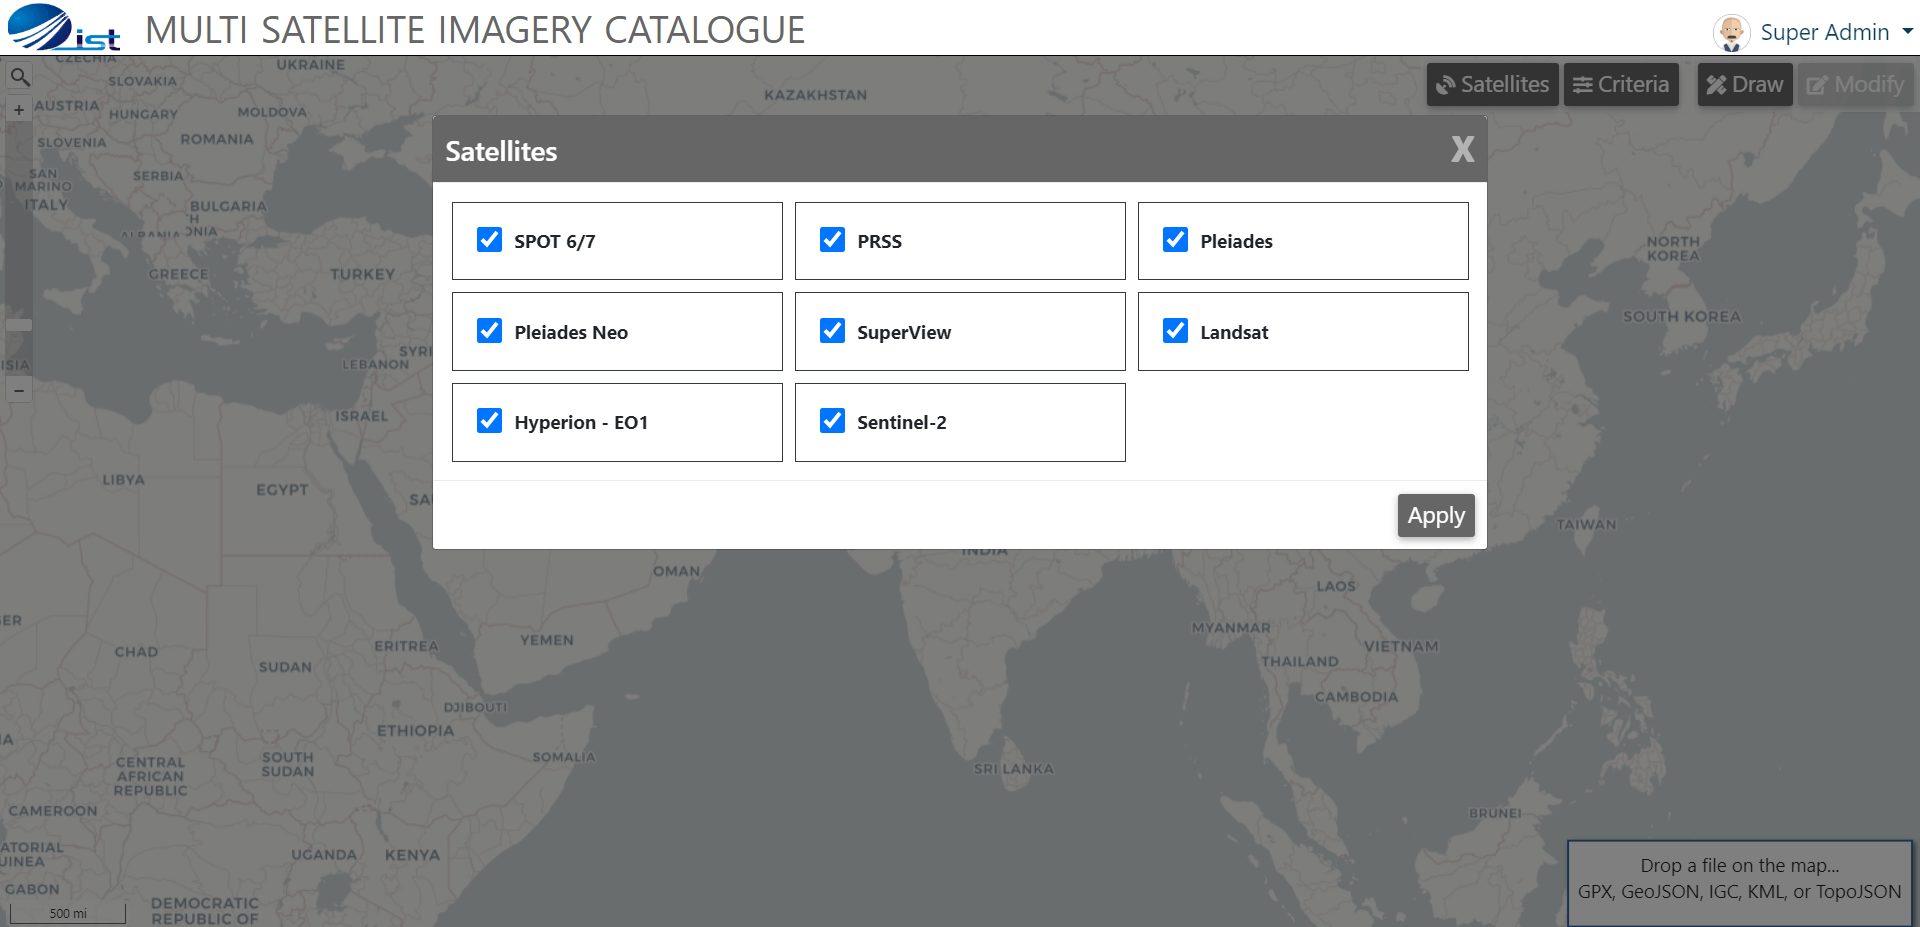 ist
MULTI SATELLITE IMAGERY CATALOGUE
Super Admin
Satellites
Criteria
Draw
Modify
CZECHIA
UKRAINE
SLOVAKIA
KAZAKHSTAN
AUSTRIA
+
HUNGARY
MOLDOVA
SLOVENIA
ROMANIA
SAN
MARINO
SERBIA
ITALY
BULGARIA
ALBANIA
GREECE
TURKEY
NORTH
KOREA
SOUTH KOREA
SYRI
LEBANON
ISIA
−
ISRAEL
Satellites
X
SPOT 6/7
PRSS
Pleiades
Pleiades Neo
SuperView
Landsat
Hyperion - EO1
Sentinel-2
Apply
LIBYA
EGYPT
SA
TAIWAN
INDIA
OMAN
LAOS
ER
YEMEN
MYANMAR
ERITREA
VIETNAM
CHAD
SUDAN
THAILAND
CAMBODIA
DJIBOUTI
ETHIOPIA
IA
SOUTH
SUDAN
SOMALIA
CENTRAL
AFRICAN
REPUBLIC
SRI LANKA
CAMEROON
BRUNEI
ATORIAL
UINEA
UGANDA
KENYA
GABON
DEMOCRATIC
REPUBLIC OF
500 mi
Drop a file on the map...
GPX, GeoJSON, IGC, KML, or TopoJSON